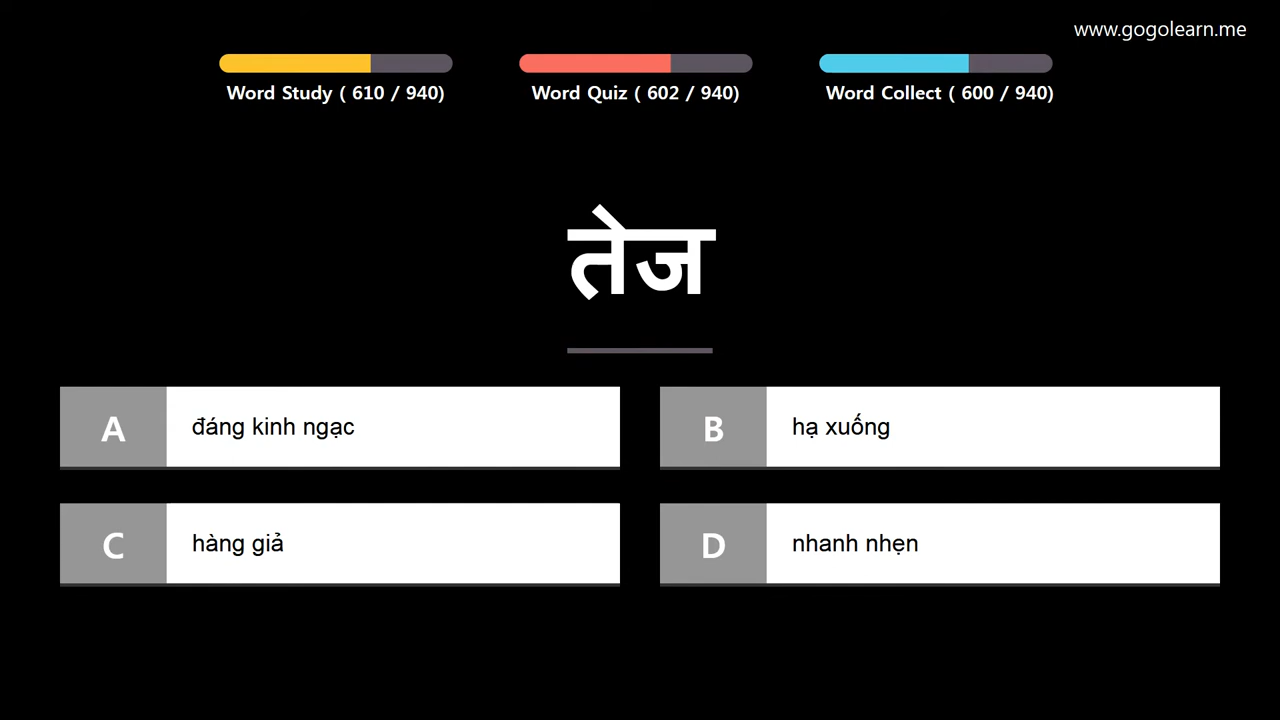 www.gogolearn.me
Word Study ( 610 / 940)
Word Quiz ( 602 / 940)
Word Collect ( 600 / 940)
तेज
A
đáng kinh ngạc
B
hạ xuống
C
hàng giả
D
nhanh nhẹn